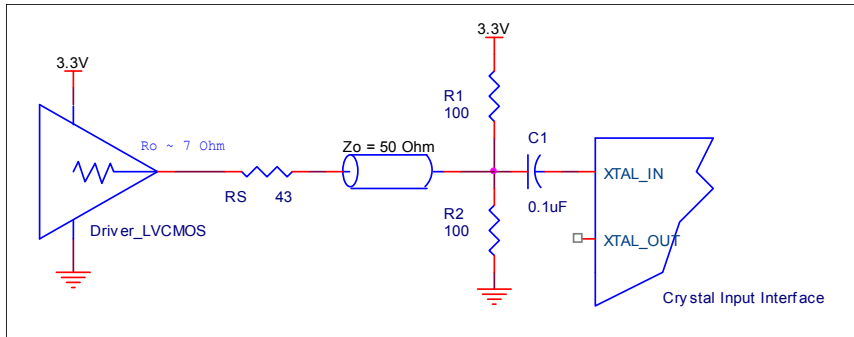 3.3V
3.3V
R1
100
Ro ~ 7 Ohm
Zo = 50 Ohm
C1
XTAL_IN
RS
43
0.1uF
R2
100
Driver_LVCMOS
XTAL_OUT
Crystal Input Interface